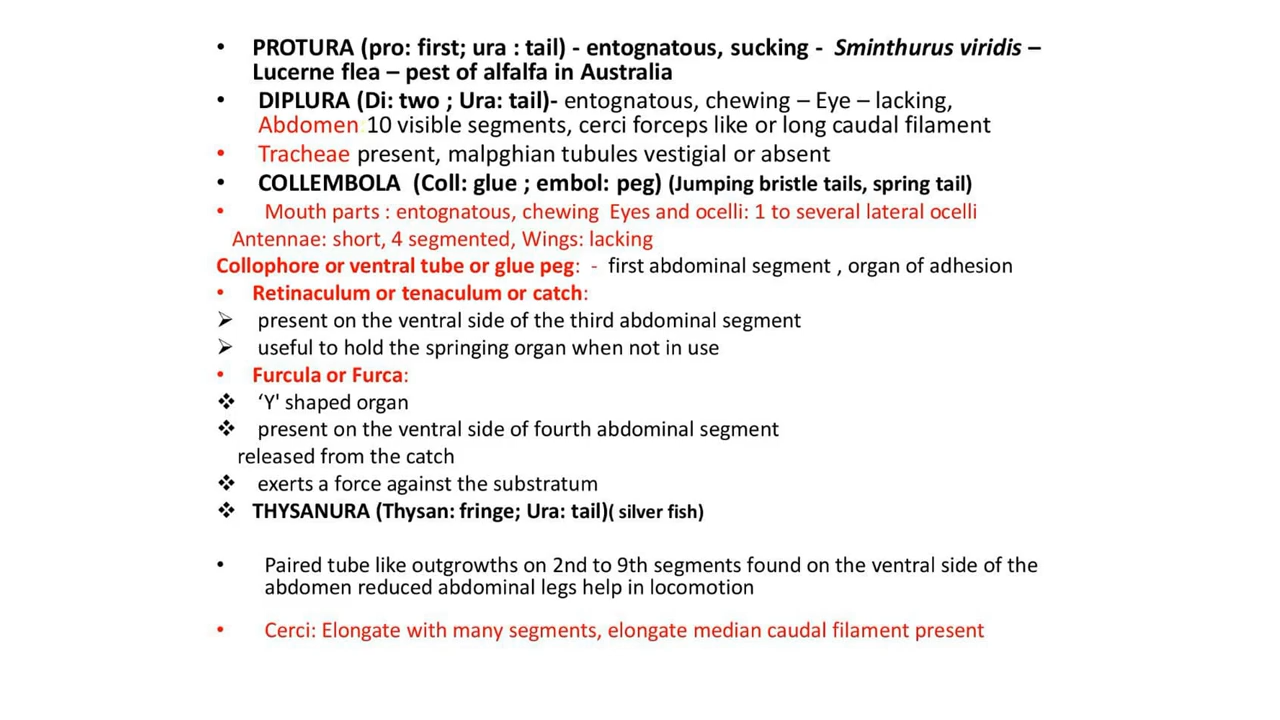 • PROTURA (pro: first; ura : tail) - entognatous, sucking - Sminthurus viridis –
Lucerne flea – pest of alfalfa in Australia
• DIPLURA (Di: two ; Ura: tail)- entognatous, chewing – Eye – lacking,
Abdomen 10 visible segments, cerci forceps like or long caudal filament
• Tracheae present, malpghian tubules vestigial or absent
• COLLEMBOLA (Coll: glue ; embol: peg) (Jumping bristle tails, spring tail)
• Mouth parts : entognatous, chewing Eyes and ocelli: 1 to several lateral ocelli
Antennae: short, 4 segmented, Wings: lacking
Collophore or ventral tube or glue peg: - first abdominal segment , organ of adhesion
• Retinaculum or tenaculum or catch:
➢ present on the ventral side of the third abdominal segment
➢ useful to hold the springing organ when not in use
• Furcula or Furca:
❖ ‘Y' shaped organ
❖ present on the ventral side of fourth abdominal segment
released from the catch
❖ exerts a force against the substratum
❖ THYSANURA (Thysan: fringe; Ura: tail)( silver fish)
• Paired tube like outgrowths on 2nd to 9th segments found on the ventral side of the
abdomen reduced abdominal legs help in locomotion
• Cerci: Elongate with many segments, elongate median caudal filament present